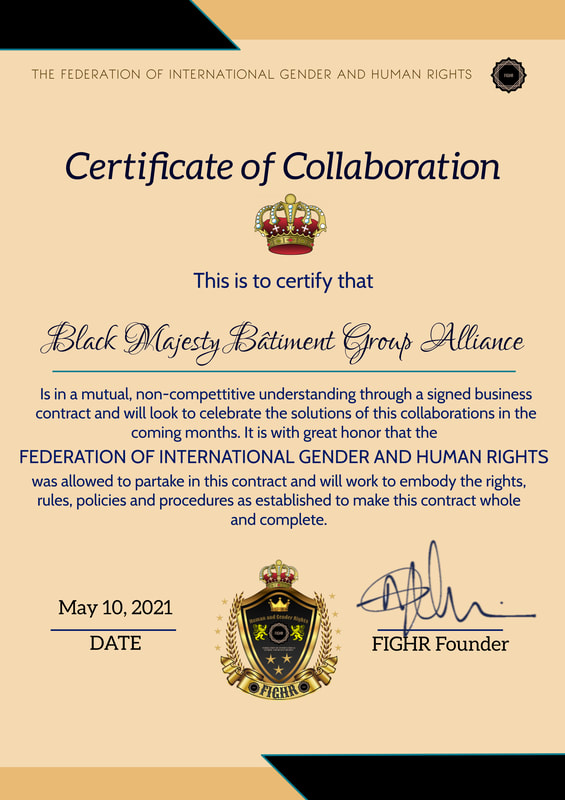 THE FEDERATION OF INTERNATIONAL GENDER AND HUMAN RIGHTS
FIGHR
Certificate of Collaboration
This is to certify that
Black Majesty Bâtiment Group Alliance
Is in a mutual, non-compettitive understanding through a signed business
contract and will look to celebrate the solutions of this collaborations in the
coming months. It is with great honor that the
FEDERATION OF INTERNATIONAL GENDER AND HUMAN RIGHTS
was allowed to partake in this contract and will work to embody the rights,
rules, policies and procedures as established to make this contract whole
and complete.
May 10, 2021
DATE
Human and Gender Rights
FIGHR
FIGHR
FIGHR Founder